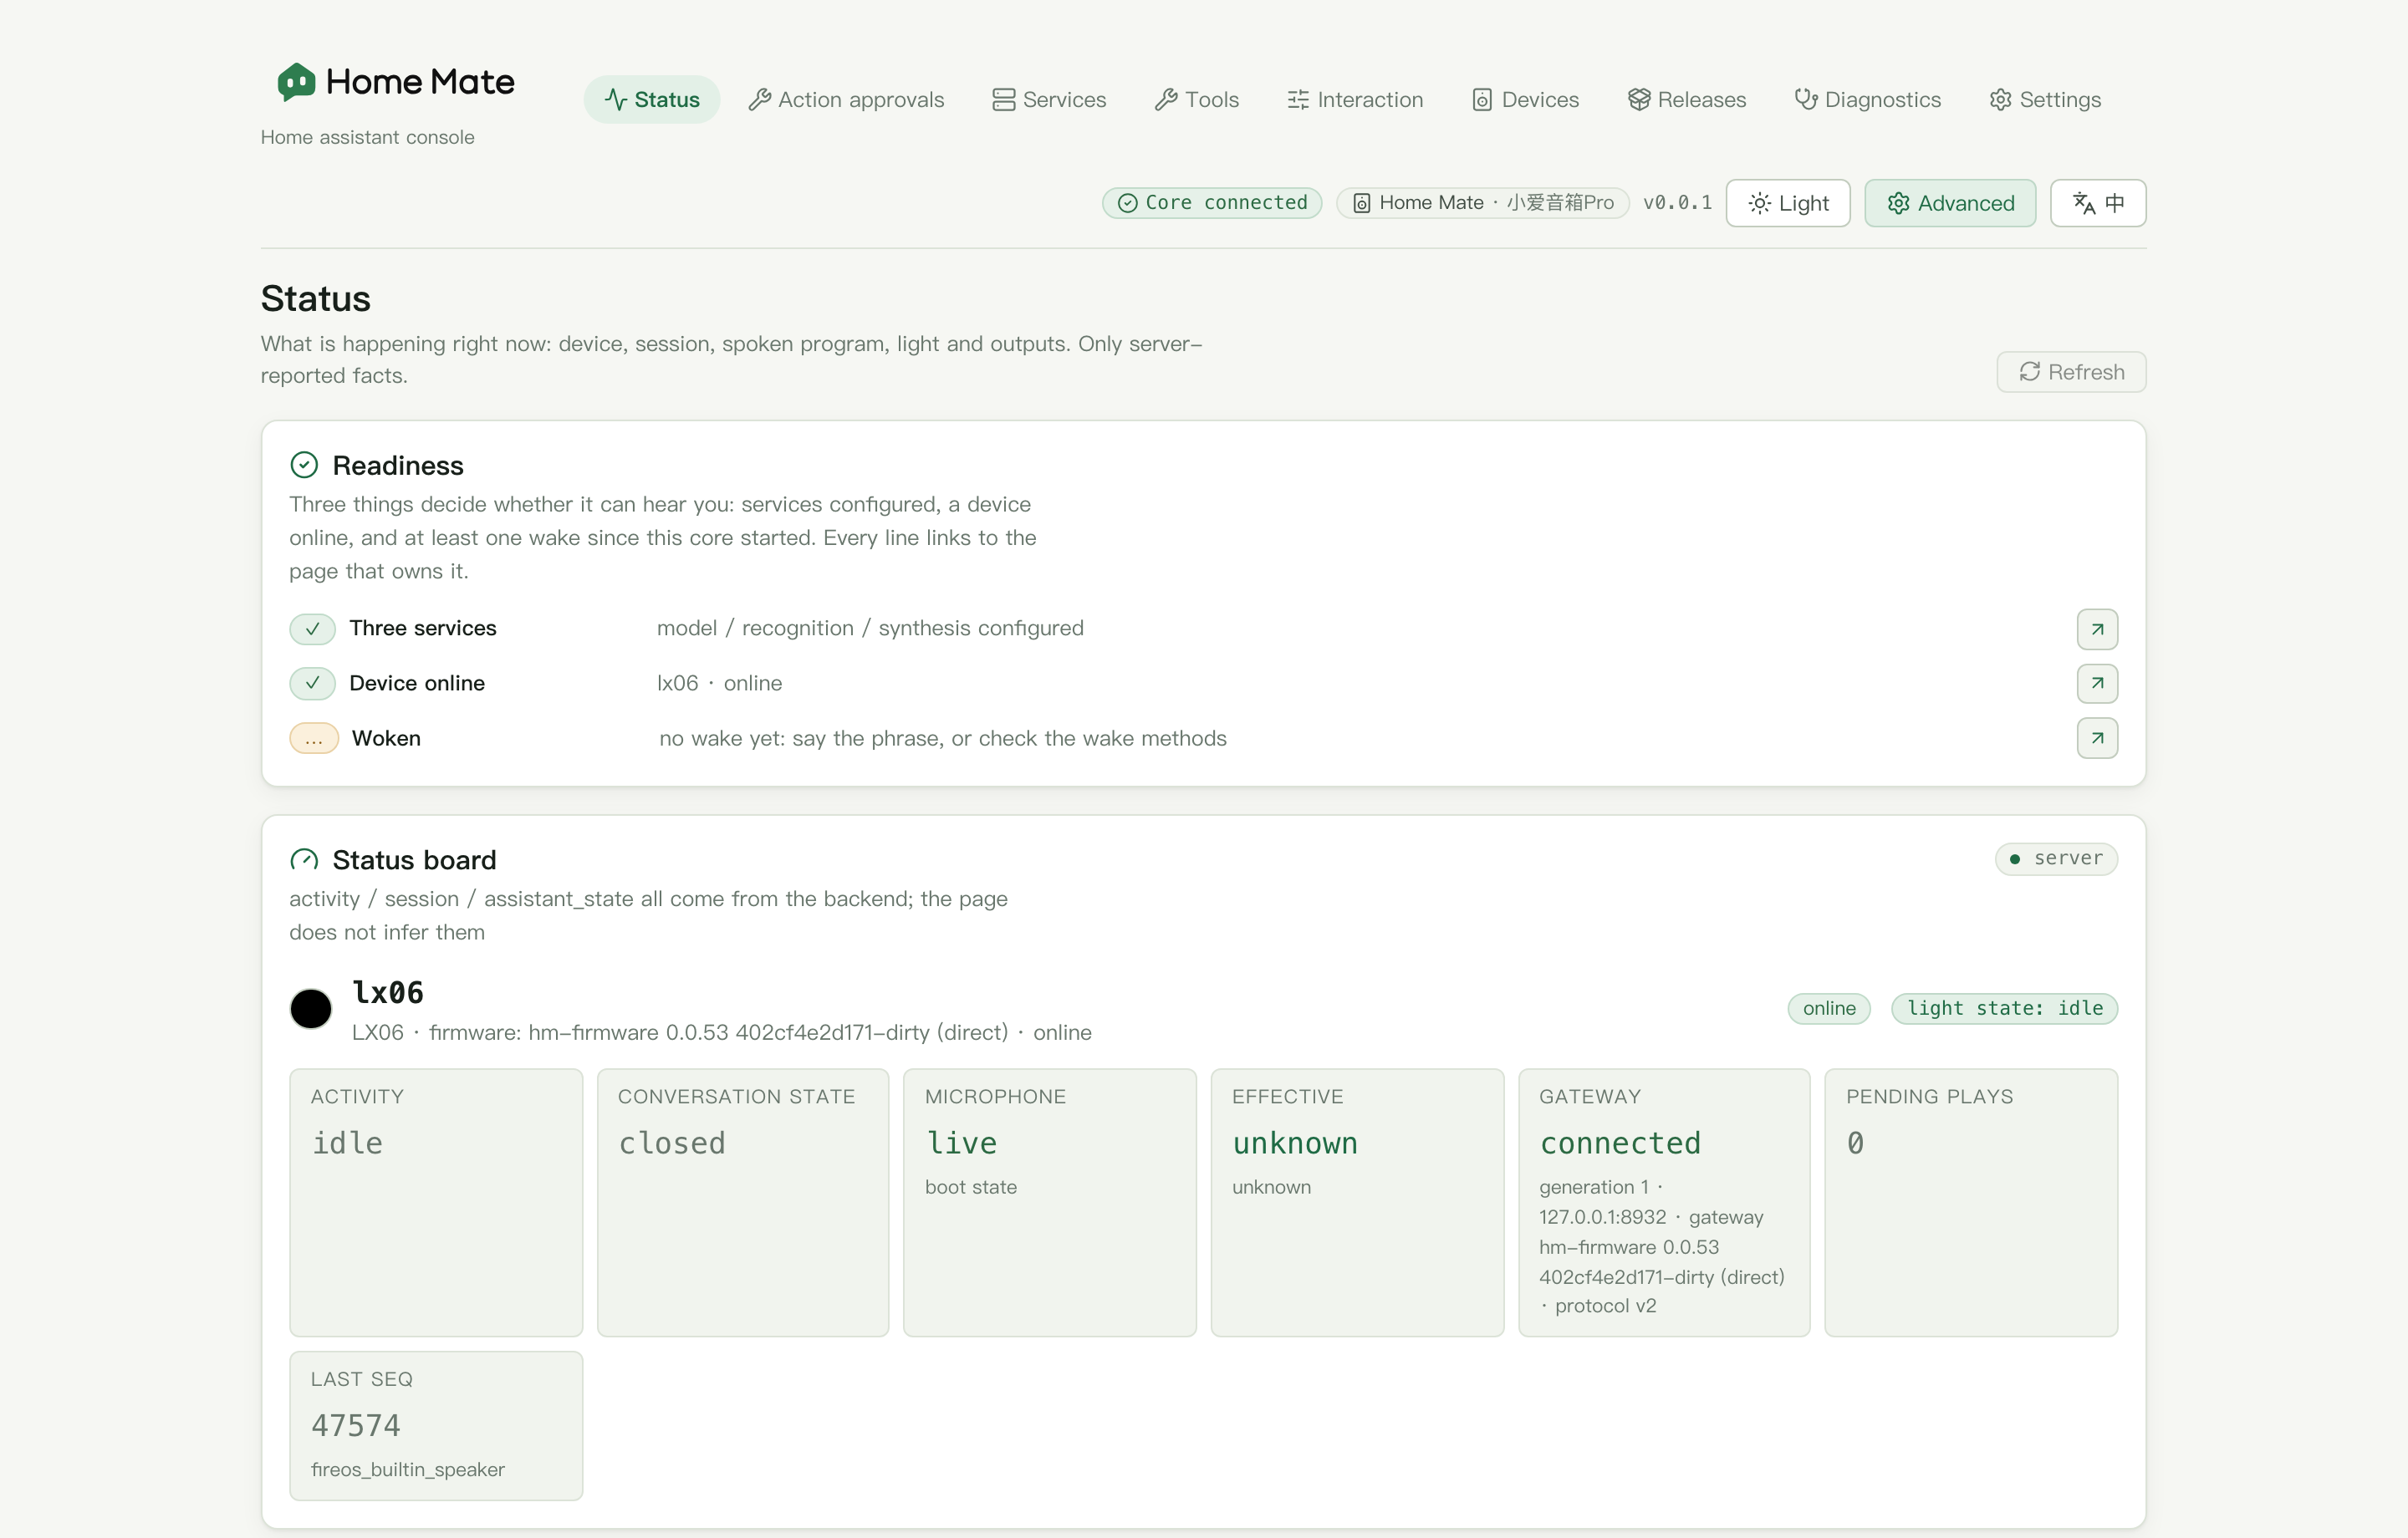 Home Mate
Home assistant console
Status
Action approvals
Services
Tools
Interaction
Devices
Releases
Diagnostics
Settings
Core connected
Home Mate · 小爱音箱Pro
v0.0.1
Light
Advanced
中
Status
What is happening right now: device, session, spoken program, light and outputs. Only server-
reported facts.
Refresh
Readiness
Three things decide whether it can hear you: services configured, a device
online, and at least one wake since this core started. Every line links to the
page that owns it.
Three services
model / recognition / synthesis configured
Device online
lx06 · online
... Woken
no wake yet: say the phrase, or check the wake methods
Status board
server
activity / session / assistant_state all come from the backend; the page
does not infer them
lx06
LX06 · firmware: hm-firmware 0.0.53 402cf4e2d171-dirty (direct) · online
online
light state: idle
ACTIVITY
idle
CONVERSATION STATE
closed
MICROPHONE
live
boot state
EFFECTIVE
unknown
unknown
GATEWAY
connected
generation 1 ·
127.0.0.1:8932 · gateway
hm-firmware 0.0.53
402cf4e2d171-dirty (direct)
· protocol v2
PENDING PLAYS
0
LAST SEQ
47574
fireos_builtin_speaker